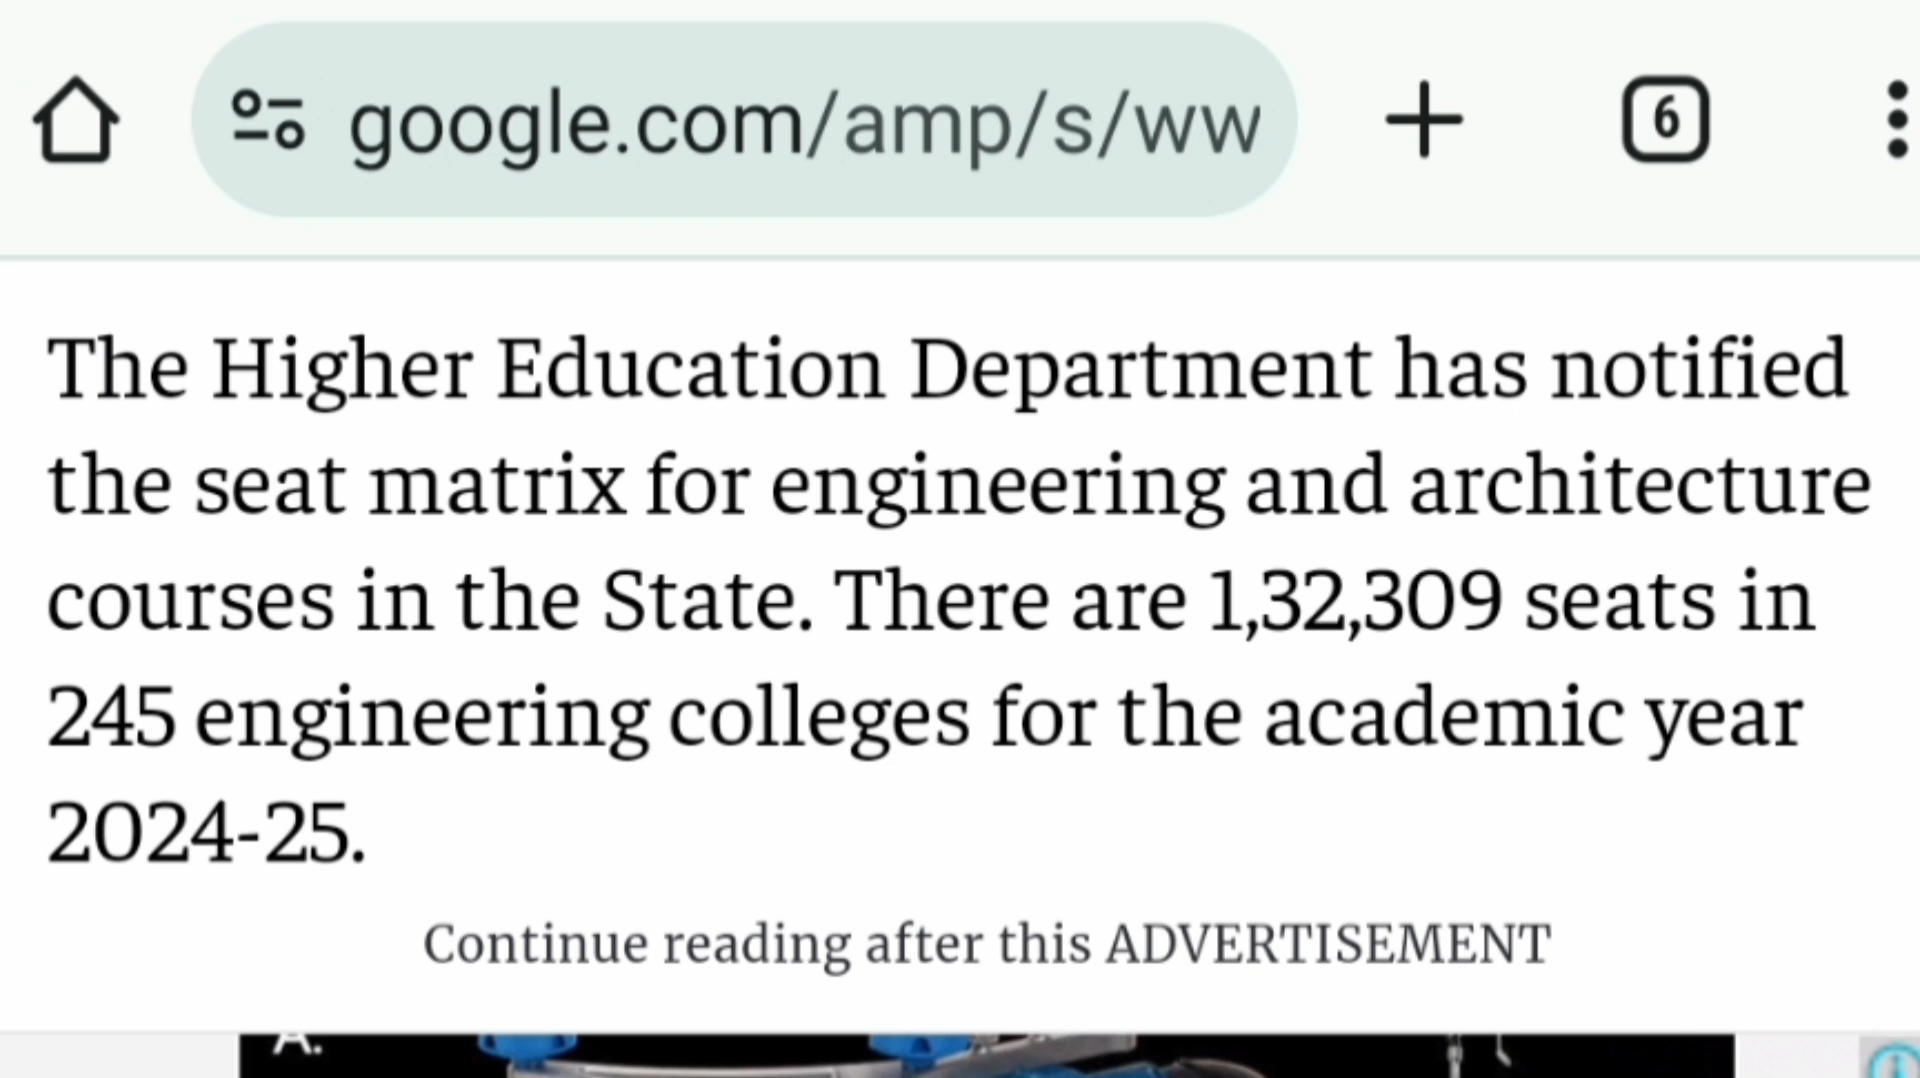 google.com/amp/s/ww
6
The Higher Education Department has notified
the seat matrix for engineering and architecture
courses in the State. There are 1,32,309 seats in
245 engineering colleges for the academic year
2024-25.
Continue reading after this ADVERTISEMENT
A.